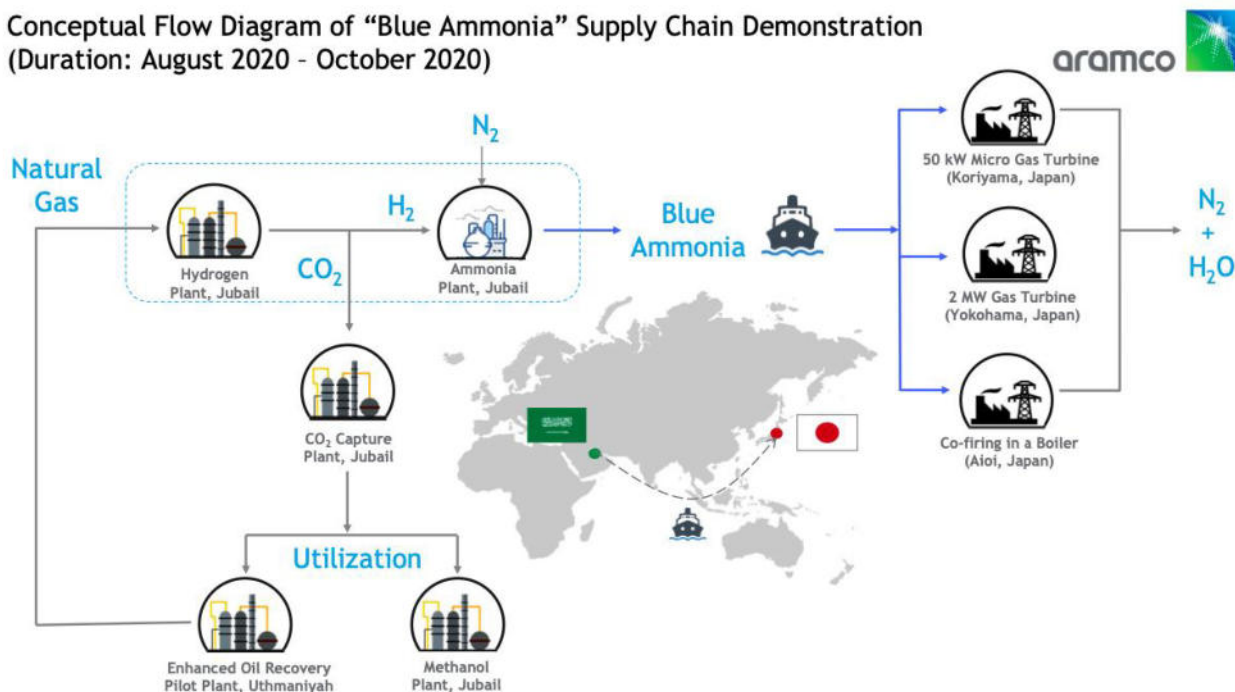 Conceptual Flow Diagram of “Blue Ammonia” Supply Chain Demonstration
(Duration: August 2020 – October 2020)
aramco
Natural
Gas
N₂
H₂
CO₂
Hydrogen
Plant, Jubail
Ammonia
Plant, Jubail
Blue
Ammonia
50 kW Micro Gas Turbine
(Koriyama, Japan)
2 MW Gas Turbine
(Yokohama, Japan)
Co-firing in a Boiler
(Aioi, Japan)
N₂
+
H₂O
CO₂ Capture
Plant, Jubail
Utilization
Enhanced Oil Recovery
Pilot Plant, Uthmaniyah
Methanol
Plant, Jubail